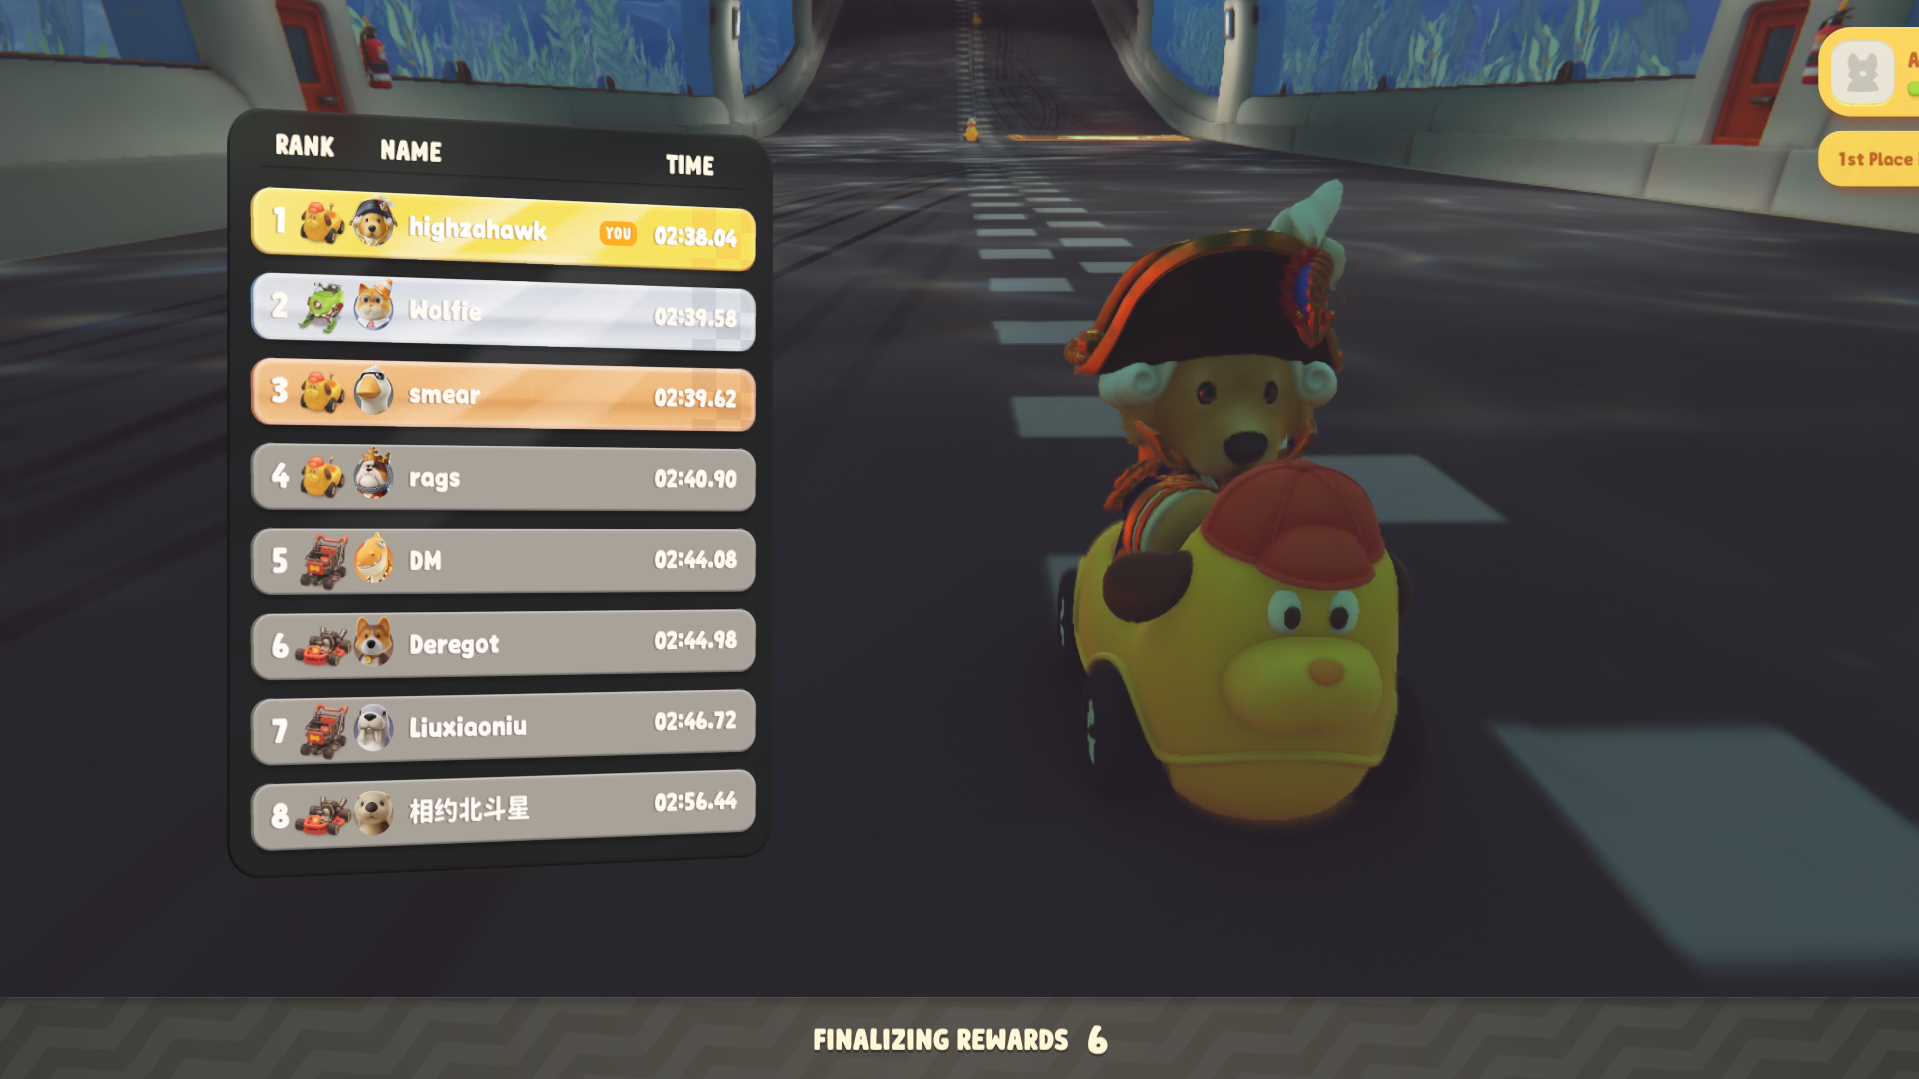 RANK NAME TIME
1 highzahawk YOU 02:38.04
2 Wolfie 02:39.58
3 smear 02:39.62
4 rags 02:40.90
5 DM 02:44.08
6 Deregot 02:44.98
7 Liuxiaoniu 02:46.72
8 相约北斗星 02:56.44
A
1st Place
FINALIZING REWARDS 6